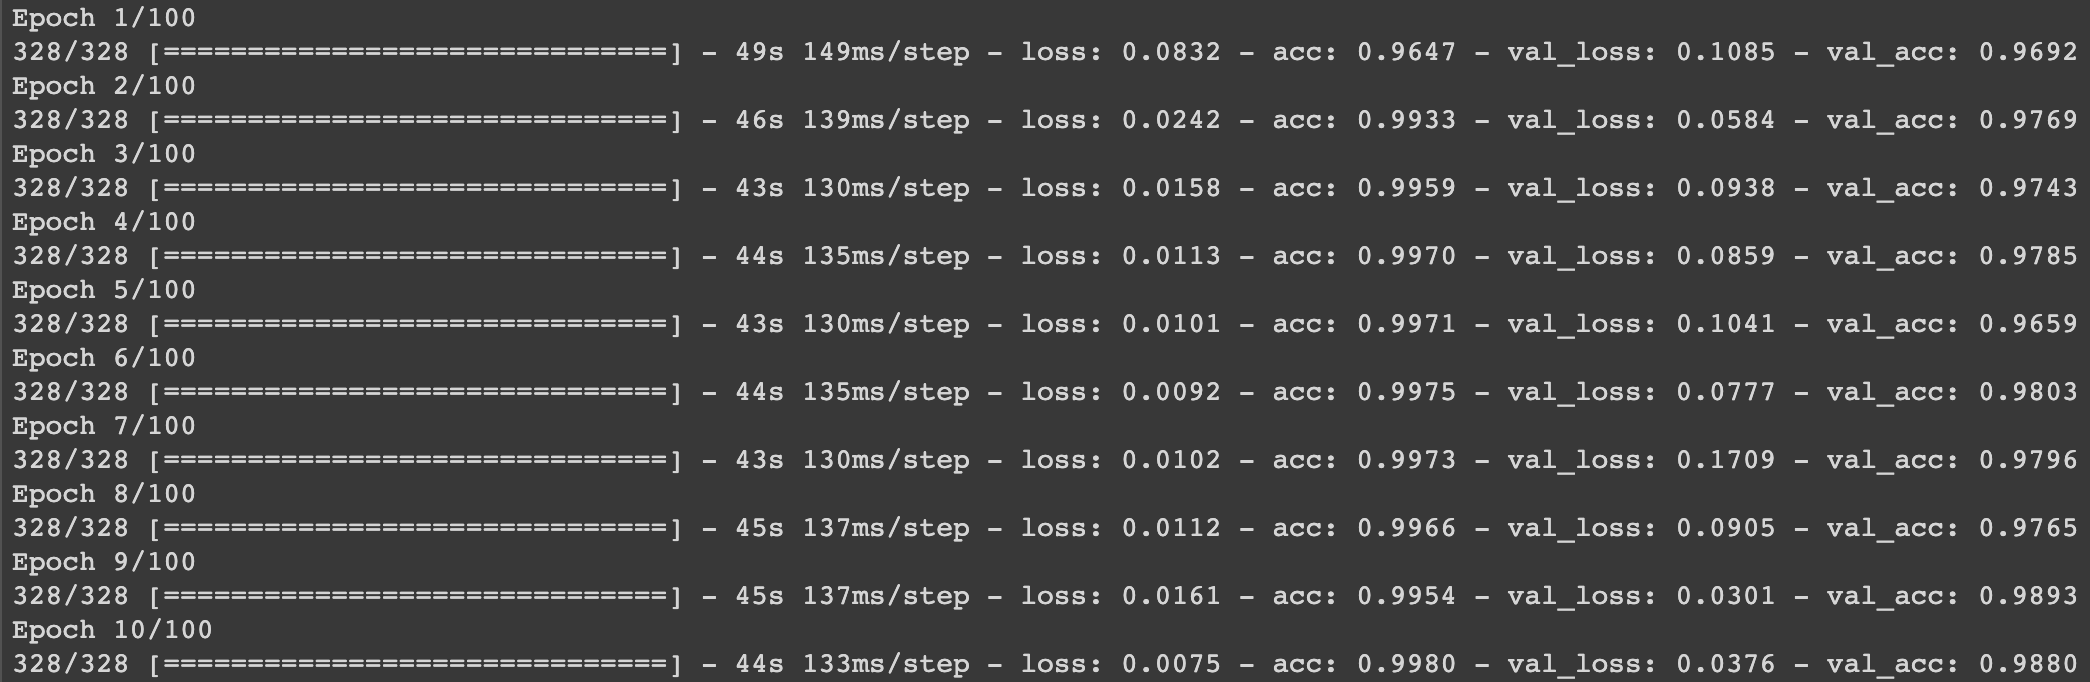 Epoch 1/100
328/328 [==============================] - 49s 149ms/step - loss: 0.0832 - acc: 0.9647 - val_loss: 0.1085 - val_acc: 0.9692
Epoch 2/100
328/328 [==============================] - 46s 139ms/step - loss: 0.0242 - acc: 0.9933 - val_loss: 0.0584 - val_acc: 0.9769
Epoch 3/100
328/328 [==============================] - 43s 130ms/step - loss: 0.0158 - acc: 0.9959 - val_loss: 0.0938 - val_acc: 0.9743
Epoch 4/100
328/328 [==============================] - 44s 135ms/step - loss: 0.0113 - acc: 0.9970 - val_loss: 0.0859 - val_acc: 0.9785
Epoch 5/100
328/328 [==============================] - 43s 130ms/step - loss: 0.0101 - acc: 0.9971 - val_loss: 0.1041 - val_acc: 0.9659
Epoch 6/100
328/328 [==============================] - 44s 135ms/step - loss: 0.0092 - acc: 0.9975 - val_loss: 0.0777 - val_acc: 0.9803
Epoch 7/100
328/328 [==============================] - 43s 130ms/step - loss: 0.0102 - acc: 0.9973 - val_loss: 0.1709 - val_acc: 0.9796
Epoch 8/100
328/328 [==============================] - 45s 137ms/step - loss: 0.0112 - acc: 0.9966 - val_loss: 0.0905 - val_acc: 0.9765
Epoch 9/100
328/328 [==============================] - 45s 137ms/step - loss: 0.0161 - acc: 0.9954 - val_loss: 0.0301 - val_acc: 0.9893
Epoch 10/100
328/328 [==============================] - 44s 133ms/step - loss: 0.0075 - acc: 0.9980 - val_loss: 0.0376 - val_acc: 0.9880